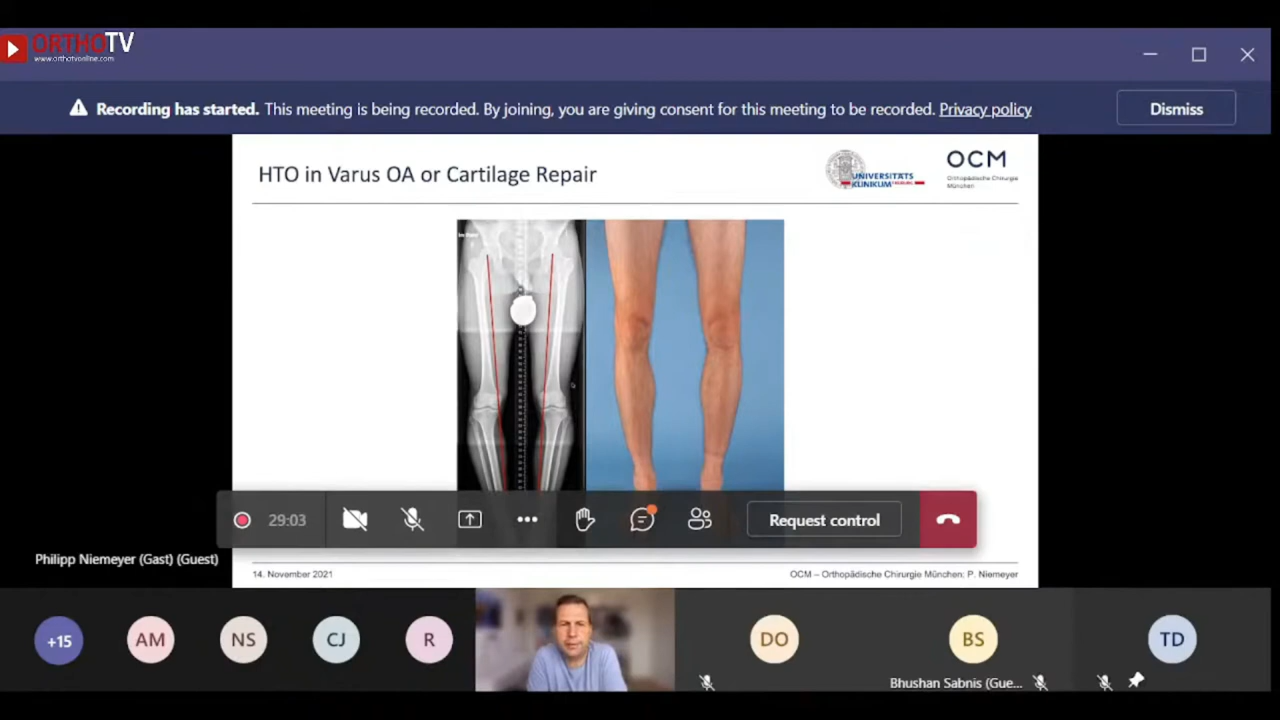 ORTHOTV
www.orthotvonline.com
Recording has started. This meeting is being recorded. By joining, you are giving consent for this meeting to be recorded. Privacy policy
Dismiss
HTO in Varus OA or Cartilage Repair
UNIVERSITÄTS
KLINIKUM
OCM
Orthopädische Chirurgie
München
29:03
Request control
Philipp Niemeyer (Gast) (Guest)
14. November 2021
OCM – Orthopädische Chirurgie München; P. Niemeyer
+15
AM
NS
CJ
R
DO
BS
TD
Bhushan Sabnis (Gue...